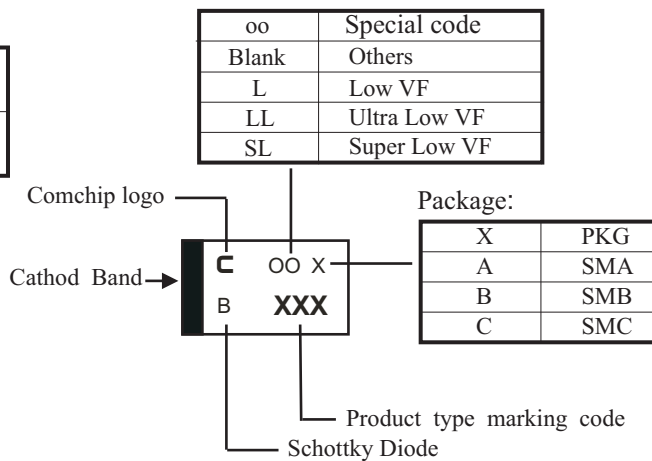 oo Special code
Blank Others
L Low VF
LL Ultra Low VF
SL Super Low VF
Comchip logo
Package:
X PKG
A SMA
B SMB
C SMC
Cathod Band
C OO X
B XXX
Product type marking code
Schottky Diode